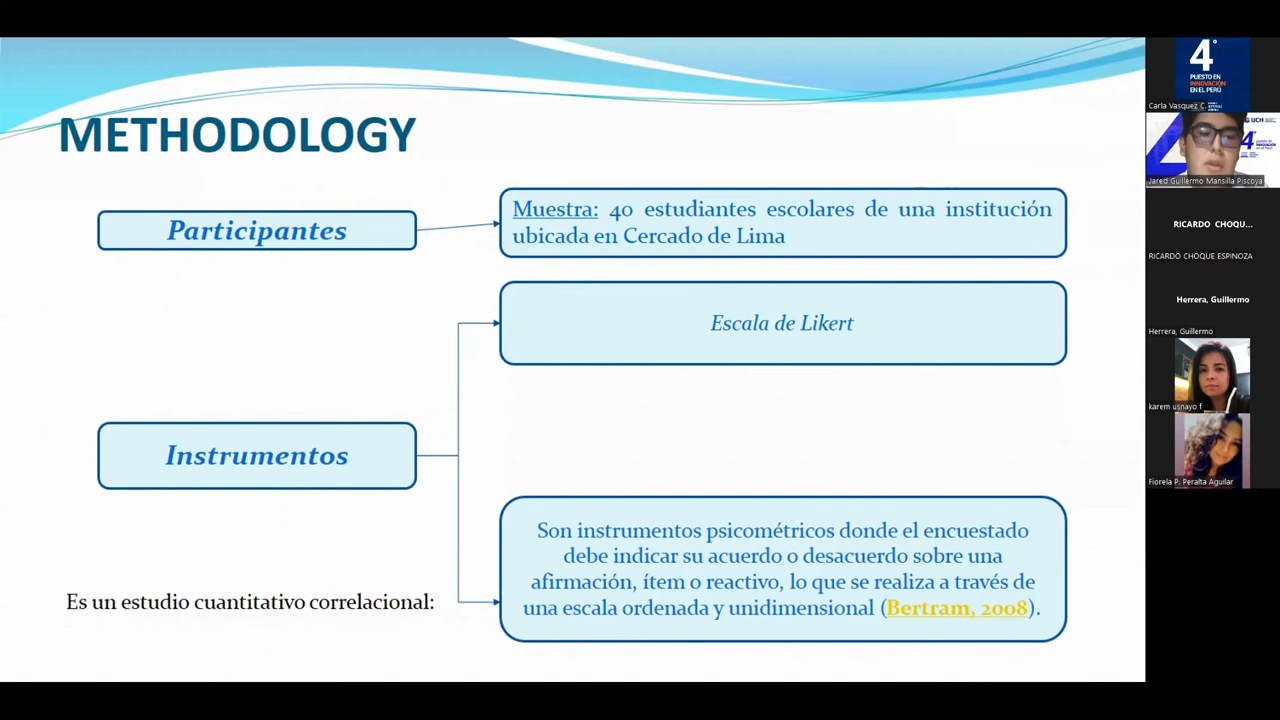 METHODOLOGY
Participantes
Muestra: 40 estudiantes escolares de una institución
ubicada en Cercado de Lima
Escala de Likert
Instrumentos
Son instrumentos psicométricos donde el encuestado
debe indicar su acuerdo o desacuerdo sobre una
afirmación, ítem o reactivo, lo que se realiza a través de
una escala ordenada y unidimensional (Bertram, 2008).
Es un estudio cuantitativo correlacional:
4°
PUESTO EN
INNOVACIÓN
EN EL PERÚ
Carla Vasquez C.
UCH
4°
Jared Guillermo Mansilla Piscoya
RICARDO CHOQU...
RICARDO CHOQUE ESPINOZA
Herrera, Guillermo
Herrera, Guillermo
karem usnayo f
Fiorela P. Peralta Aguilar